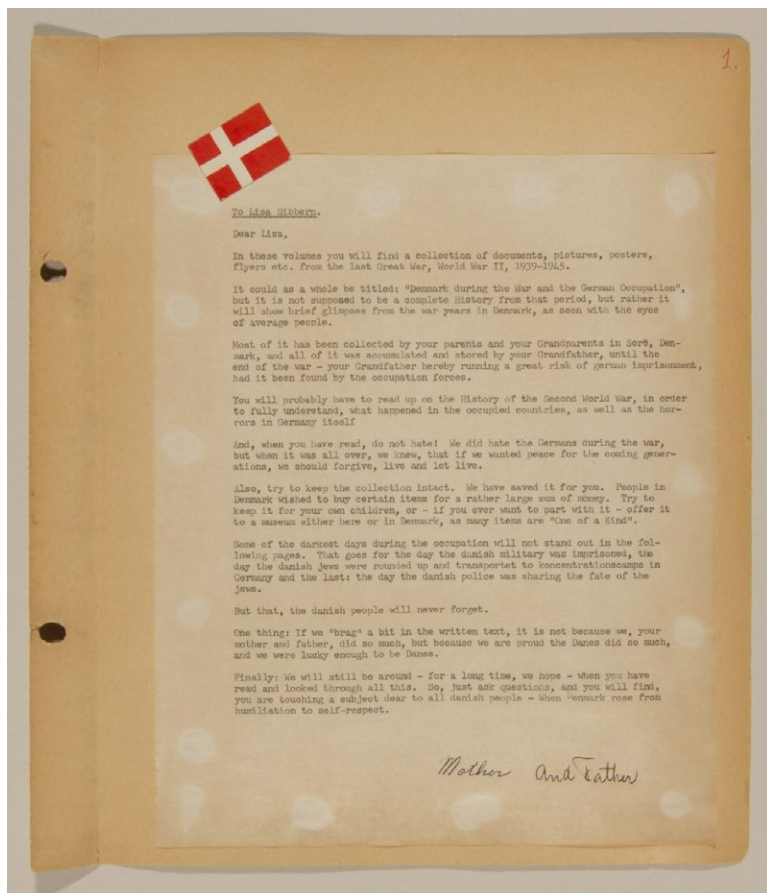 1.
To Lisa Sibbern.
Dear Lisa,
In these volumes you will find a collection of documents, pictures, posters,
flyers etc. from the last Great War, World War II, 1939-1945.
It could as a whole be titled: "Denmark during the War and the German Occupation",
but it is not supposed to be a complete History from that period, but rather it
will show brief glimpses from the war years in Denmark, as seen with the eyes
of average people.
Most of it has been collected by your parents and your Grandparents in Sorö, Den-
mark, and all of it was accumulated and stored by your Grandfather, until the
end of the war - your Grandfather hereby running a great risk of german imprisonment,
had it been found by the occupation forces.
You will probably have to read up on the History of the Second World War, in order
to fully understand, what happened in the occupied countries, as well as the hor-
rors in Germany itself
And, when you have read, do not hate! We did hate the Germans during the war,
but when it was all over, we knew, that if we wanted peace for the coming gener-
ations, we should forgive, live and let live.
Also, try to keep the collection intact. We have saved it for you. People in
Denmark wished to buy certain items for a rather large sum of money. Try to
keep it for your own children, or - if you ever want to part with it - offer it
to a museum either here or in Denmark, as many items are "One of a Kind".
Some of the darkest days during the occupation will not stand out in the fol-
lowing pages. That goes for the day the danish military was imprisoned, the
day the danish jews were rounded up and transportet to koncentrationscamps in
Germany and the last: the day the danish police was sharing the fate of the
jews.
But that, the danish people will never forget.
One thing: If we "brag" a bit in the written text, it is not because we, your
mother and father, did so much, but because we are proud the Danes did so much,
and we were lucky enough to be Danes.
Finally: We will still be around - for a long time, we hope - when you have
read and looked through all this. So, just ask questions, and you will find,
you are touching a subject dear to all danish people - When Denmark rose from
humiliation to self-respect.
Mother And Father